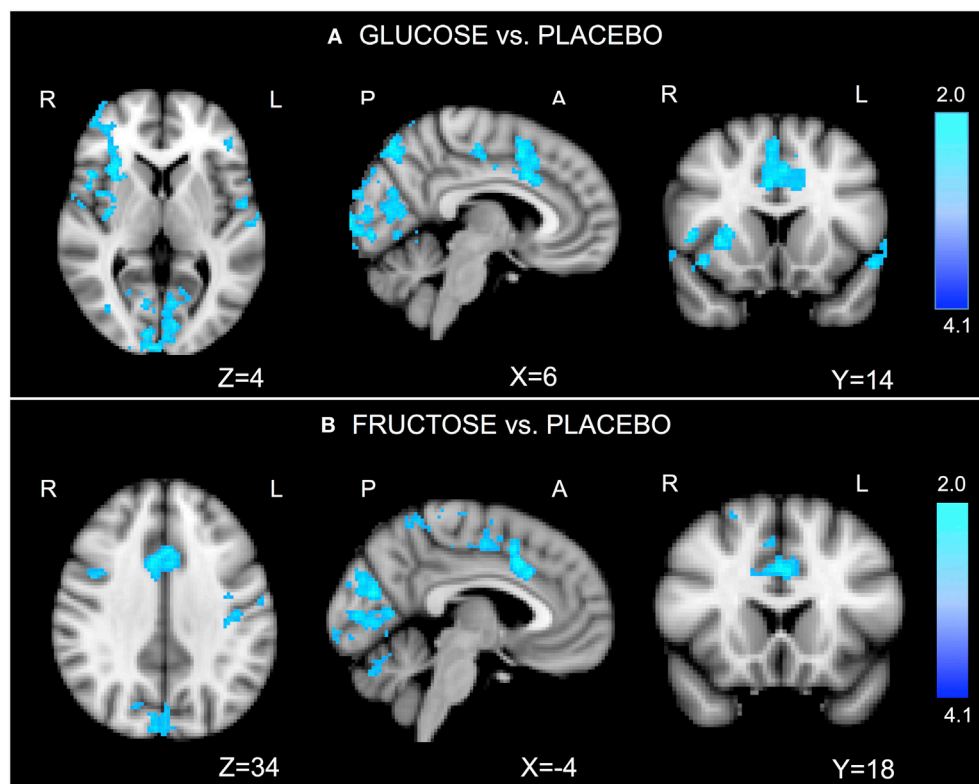 A GLUCOSE vs. PLACEBO
R L P A R L
2.0
4.1
Z=4 X=6 Y=14
B FRUCTOSE vs. PLACEBO
R L P A R L
2.0
4.1
Z=34 X=-4 Y=18